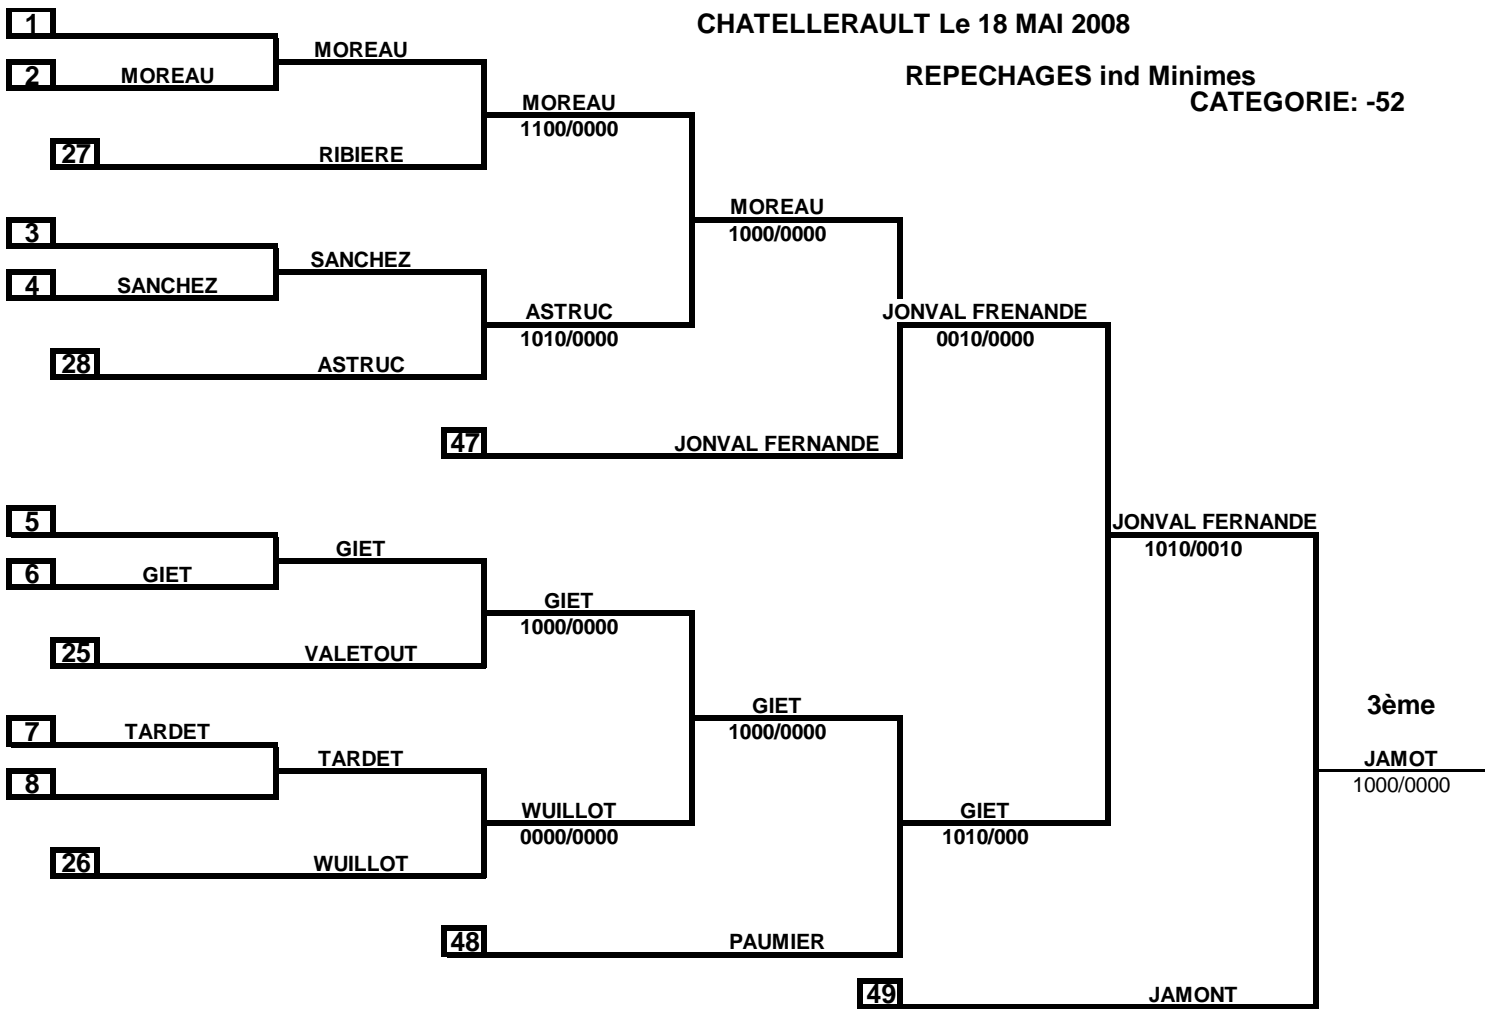 1
CHATELLERAULT Le 18 MAI 2008
MOREAU
2
MOREAU
REPECHAGES ind Minimes
CATEGORIE: -52
MOREAU
1100/0000
27
RIBIERE
MOREAU
1000/0000
3
SANCHEZ
4
SANCHEZ
ASTRUC
1010/0000
JONVAL FRENANDE
0010/0000
28
ASTRUC
47
JONVAL FERNANDE
5
JONVAL FERNANDE
1010/0010
GIET
6
GIET
GIET
1000/0000
25
VALETOUT
GIET
1000/0000
3ème
7
TARDET
TARDET
JAMOT
1000/0000
8
WUILLOT
0000/0000
GIET
1010/000
26
WUILLOT
48
PAUMIER
49
JAMONT